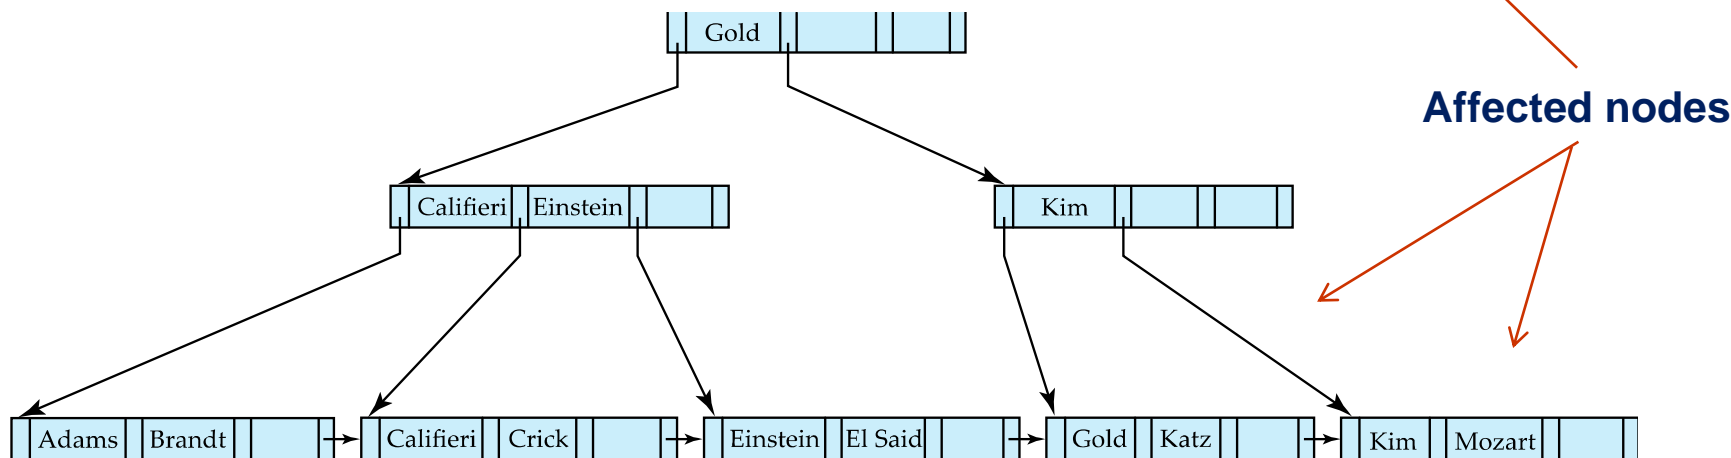 Gold
Affected nodes
Califieri Einstein
Kim
Adams Brandt
Califieri Crick
Einstein El Said
Gold Katz
Kim Mozart